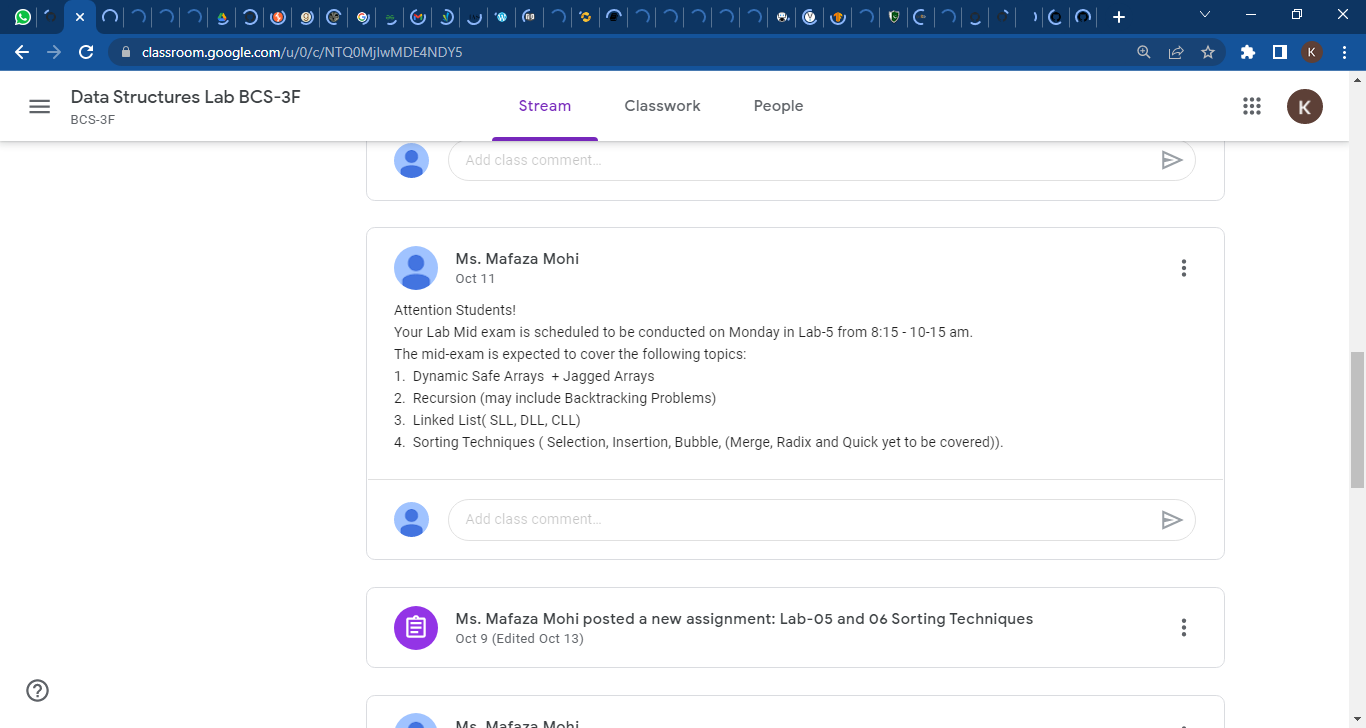 classroom.google.com/u/0/c/NTQ0MjIwMDE4NDY5
K
Data Structures Lab BCS-3F
BCS-3F
Stream
Classwork
People
K
Add class comment...
Ms. Mafaza Mohi
Oct 11
Attention Students!
Your Lab Mid exam is scheduled to be conducted on Monday in Lab-5 from 8:15 - 10-15 am.
The mid-exam is expected to cover the following topics:
1. Dynamic Safe Arrays + Jagged Arrays
2. Recursion (may include Backtracking Problems)
3. Linked List( SLL, DLL, CLL)
4. Sorting Techniques ( Selection, Insertion, Bubble, (Merge, Radix and Quick yet to be covered)).
Add class comment...
Ms. Mafaza Mohi posted a new assignment: Lab-05 and 06 Sorting Techniques
Oct 9 (Edited Oct 13)
Ms. Mafaza Mohi